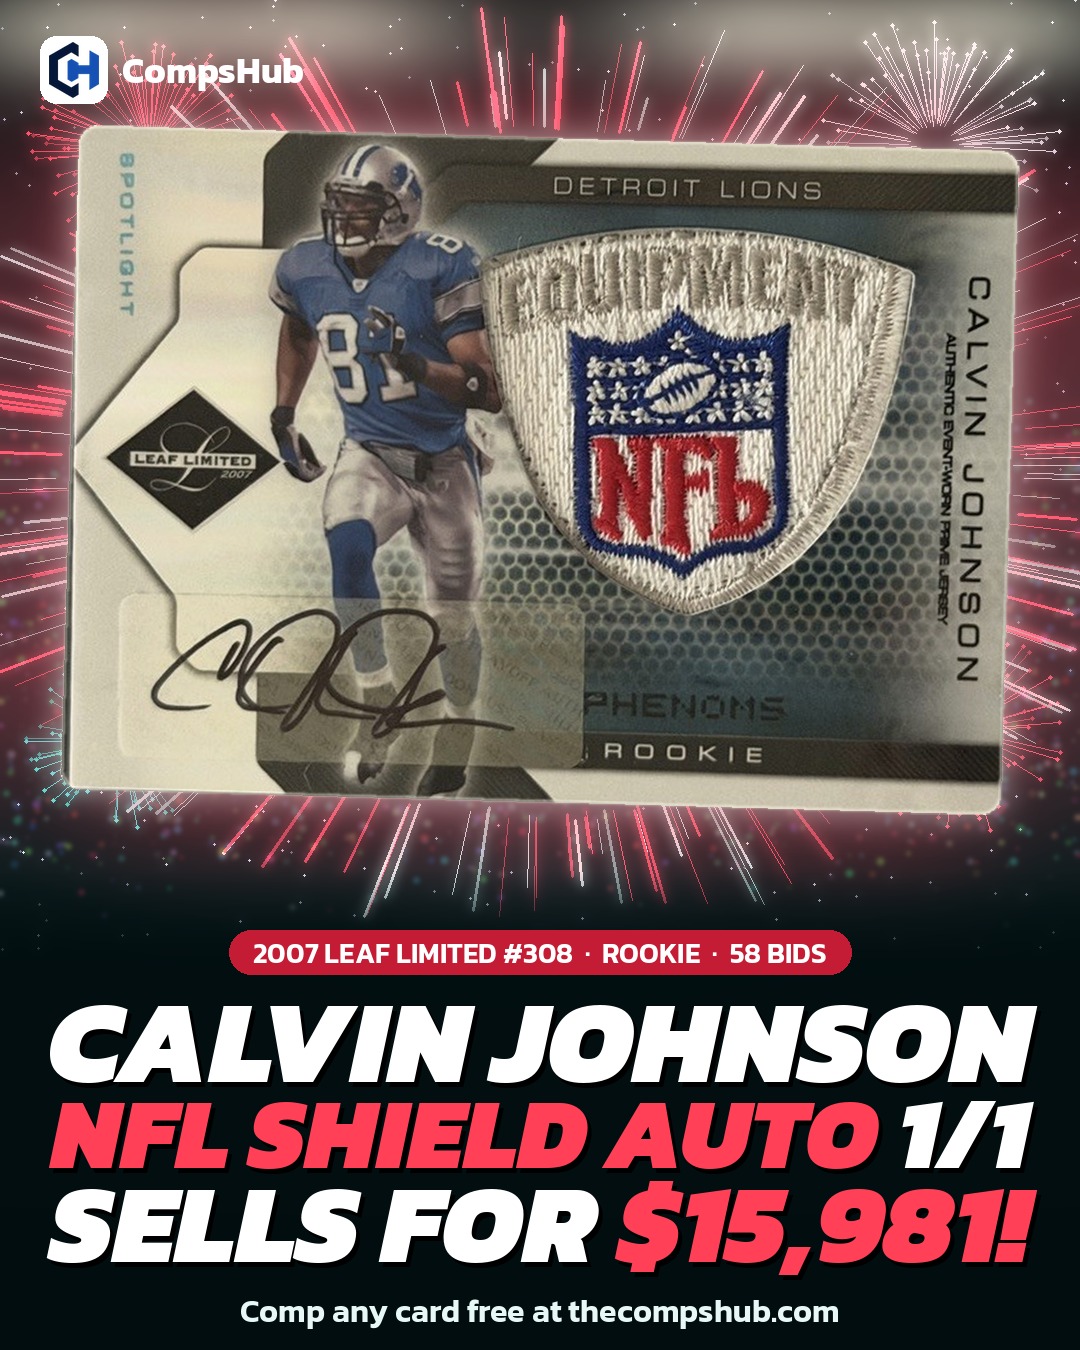 CompsHub
SPOTLIGHT
DETROIT LIONS
EQUIPMENT
NFL
81
81
LEAF LIMITED
2007
CALVIN JOHNSON
AUTHENTIC EVENT-WORN PRIME JERSEY
PHENOMS
ROOKIE
2007 LEAF LIMITED #308 · ROOKIE · 58 BIDS
CALVIN JOHNSON
NFL SHIELD AUTO 1/1
SELLS FOR $15,981!
Comp any card free at thecompshub.com